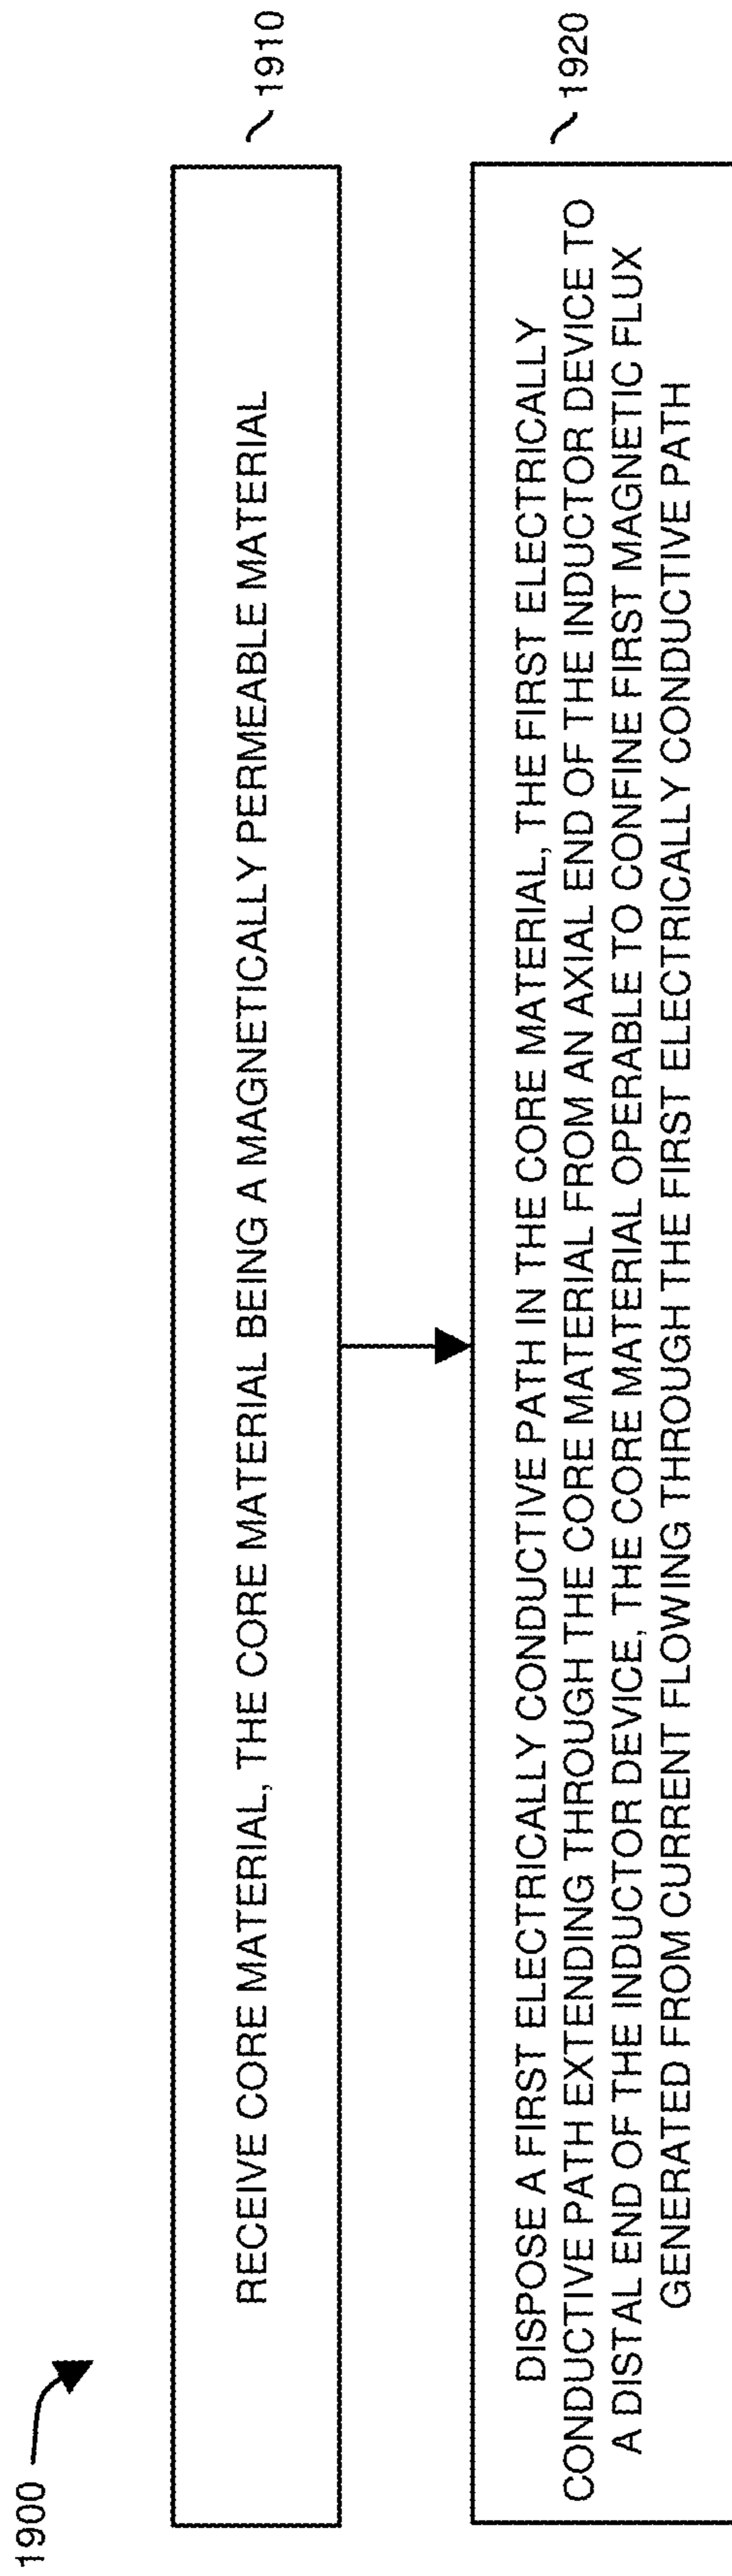 1900
RECEIVE CORE MATERIAL, THE CORE MATERIAL BEING A MAGNETICALLY PERMEABLE MATERIAL
1910
DISPOSE A FIRST ELECTRICALLY CONDUCTIVE PATH IN THE CORE MATERIAL, THE FIRST ELECTRICALLY
CONDUCTIVE PATH EXTENDING THROUGH THE CORE MATERIAL FROM AN AXIAL END OF THE INDUCTOR DEVICE TO
A DISTAL END OF THE INDUCTOR DEVICE, THE CORE MATERIAL OPERABLE TO CONFINE FIRST MAGNETIC FLUX
GENERATED FROM CURRENT FLOWING THROUGH THE FIRST ELECTRICALLY CONDUCTIVE PATH
1920